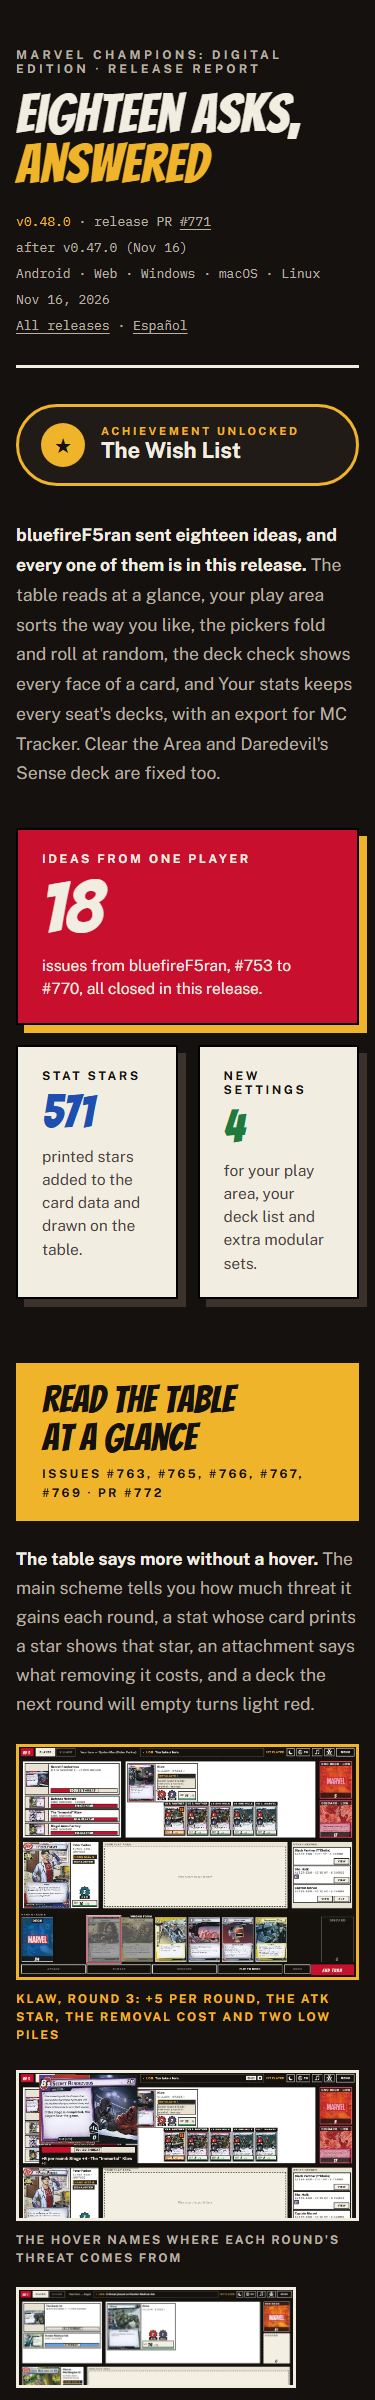 MARVEL CHAMPIONS: DIGITAL
EDITION · RELEASE REPORT
EIGHTEEN ASKS,
ANSWERED
v0.48.0 · release PR #771
after v0.47.0 (Nov 16)
Android · Web · Windows · macOS · Linux
Nov 16, 2026
All releases · Español
ACHIEVEMENT UNLOCKED
The Wish List
bluefireF5ran sent eighteen ideas, and
every one of them is in this release. The
table reads at a glance, your play area
sorts the way you like, the pickers fold
and roll at random, the deck check shows
every face of a card, and Your stats keeps
every seat's decks, with an export for MC
Tracker. Clear the Area and Daredevil's
Sense deck are fixed too.
IDEAS FROM ONE PLAYER
18
issues from bluefireF5ran, #753 to
#770, all closed in this release.
STAT STARS
571
printed stars
added to the
card data and
drawn on the
table.
NEW
SETTINGS
4
for your play
area, your
deck list and
extra modular
sets.
READ THE TABLE
AT A GLANCE
ISSUES #763, #765, #766, #767,
#769 · PR #772
The table says more without a hover. The
main scheme tells you how much threat it
gains each round, a stat whose card prints
a star shows that star, an attachment says
what removing it costs, and a deck the
next round will empty turns light red.
MARVEL
MARVEL
END TURN
KLAW, ROUND 3: +5 PER ROUND, THE ATK
STAR, THE REMOVAL COST AND TWO LOW
PILES
SECRET RENDEZVOUS
THE HOVER NAMES WHERE EACH ROUND'S
THREAT COMES FROM